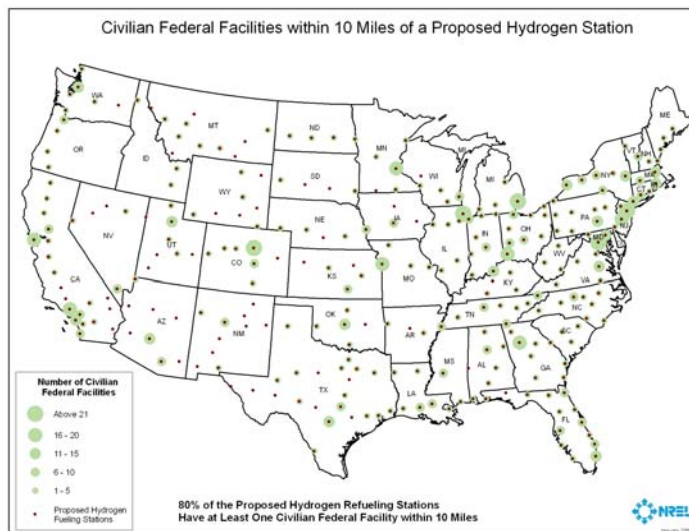 Civilian Federal Facilities within 10 Miles of a Proposed Hydrogen Station
WA
MT
ND
MN
ME
OR
ID
SD
WI
MI
MI
VT
NH
NY
MA
CT
WY
IA
NE
PA
NJ
NV
UT
CO
IL
IN
OH
MD
WV
VA
CA
KS
MO
KY
NC
TN
AZ
NM
OK
AR
SC
MS
AL
GA
TX
LA
FL
Number of Civilian
Federal Facilities
Above 21
16 - 20
11 - 15
6 - 10
1 - 5
Proposed Hydrogen
Fueling Stations
80% of the Proposed Hydrogen Refueling Stations
Have at Least One Civilian Federal Facility within 10 Miles
NREL